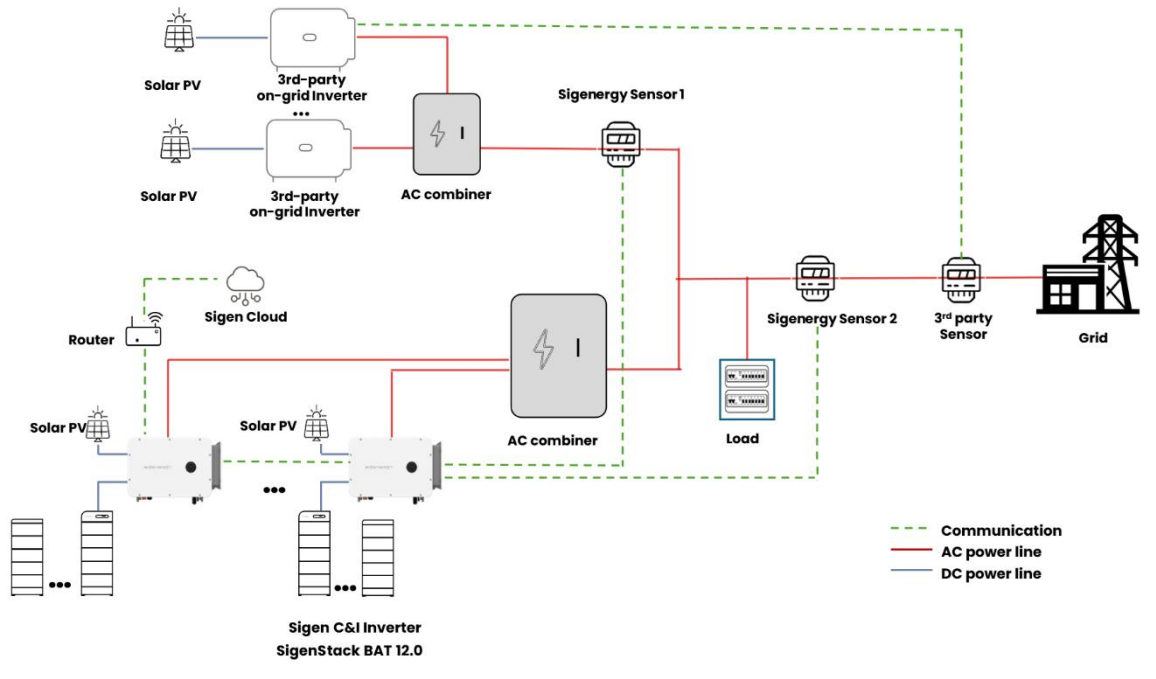 Solar PV
3rd-party
on-grid Inverter
Sigenergy Sensor 1
Solar PV
3rd-party
on-grid Inverter
AC combiner
Sigen Cloud
Router
Sigenergy Sensor 2
3rd party
Sensor
Grid
Solar PV
Solar PV
AC combiner
Load
Communication
AC power line
DC power line
Sigen C&I Inverter
SigenStack BAT 12.0